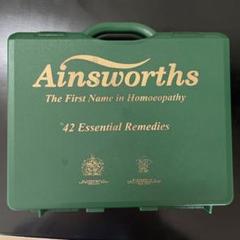 Ainsworths
The First Name in Homoeopathy
42 Essential Remedies